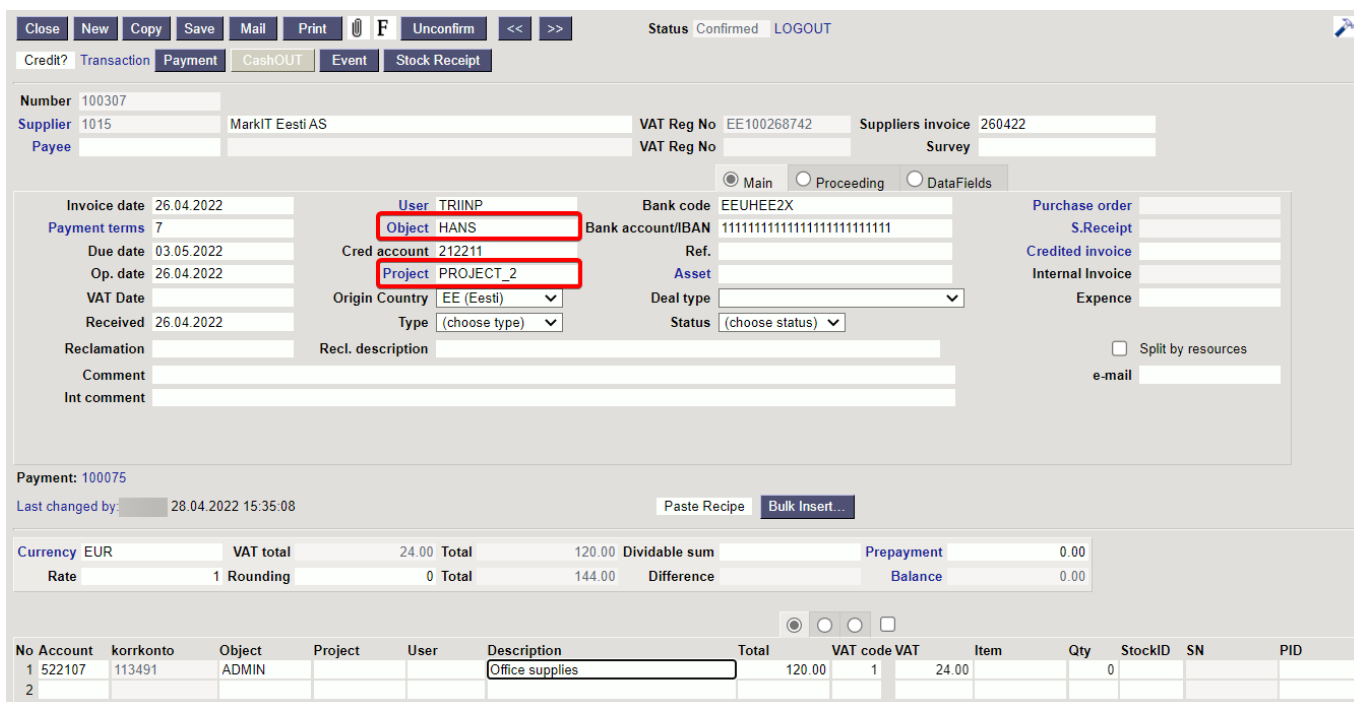 Close New Copy Save Mail Print F Unconfirm << >> Status Confirmed LOGOUT
Credit? Transaction Payment CashOUT Event Stock Receipt
Number 100307
Supplier 1015 MarkIT Eesti AS VAT Reg No EE100268742 Suppliers invoice 260422
Payee VAT Reg No Survey
Main Proceeding DataFields
Invoice date 26.04.2022 User TRIINP Bank code EEUHEE2X Purchase order
Payment terms 7 Object HANS Bank account/IBAN 1111111111111111111111111 S.Receipt
Due date 03.05.2022 Cred account 212211 Ref. Credited invoice
Op. date 26.04.2022 Project PROJECT_2 Asset Internal Invoice
VAT Date Origin Country EE (Eesti) Deal type Expence
Received 26.04.2022 Type (choose type) Status (choose status)
Reclamation Recl. description Split by resources
Comment e-mail
Int comment
Payment: 100075
Last changed by: 28.04.2022 15:35:08 Paste Recipe Bulk Insert...
Currency EUR VAT total 24.00 Total 120.00 Dividable sum Prepayment 0.00
Rate 1 Rounding 0 Total 144.00 Difference Balance 0.00
No Account korrkonto Object Project User Description Total VAT code VAT Item Qty StockID SN PID
1 522107 113491 ADMIN Office supplies 120.00 1 24.00 0
2